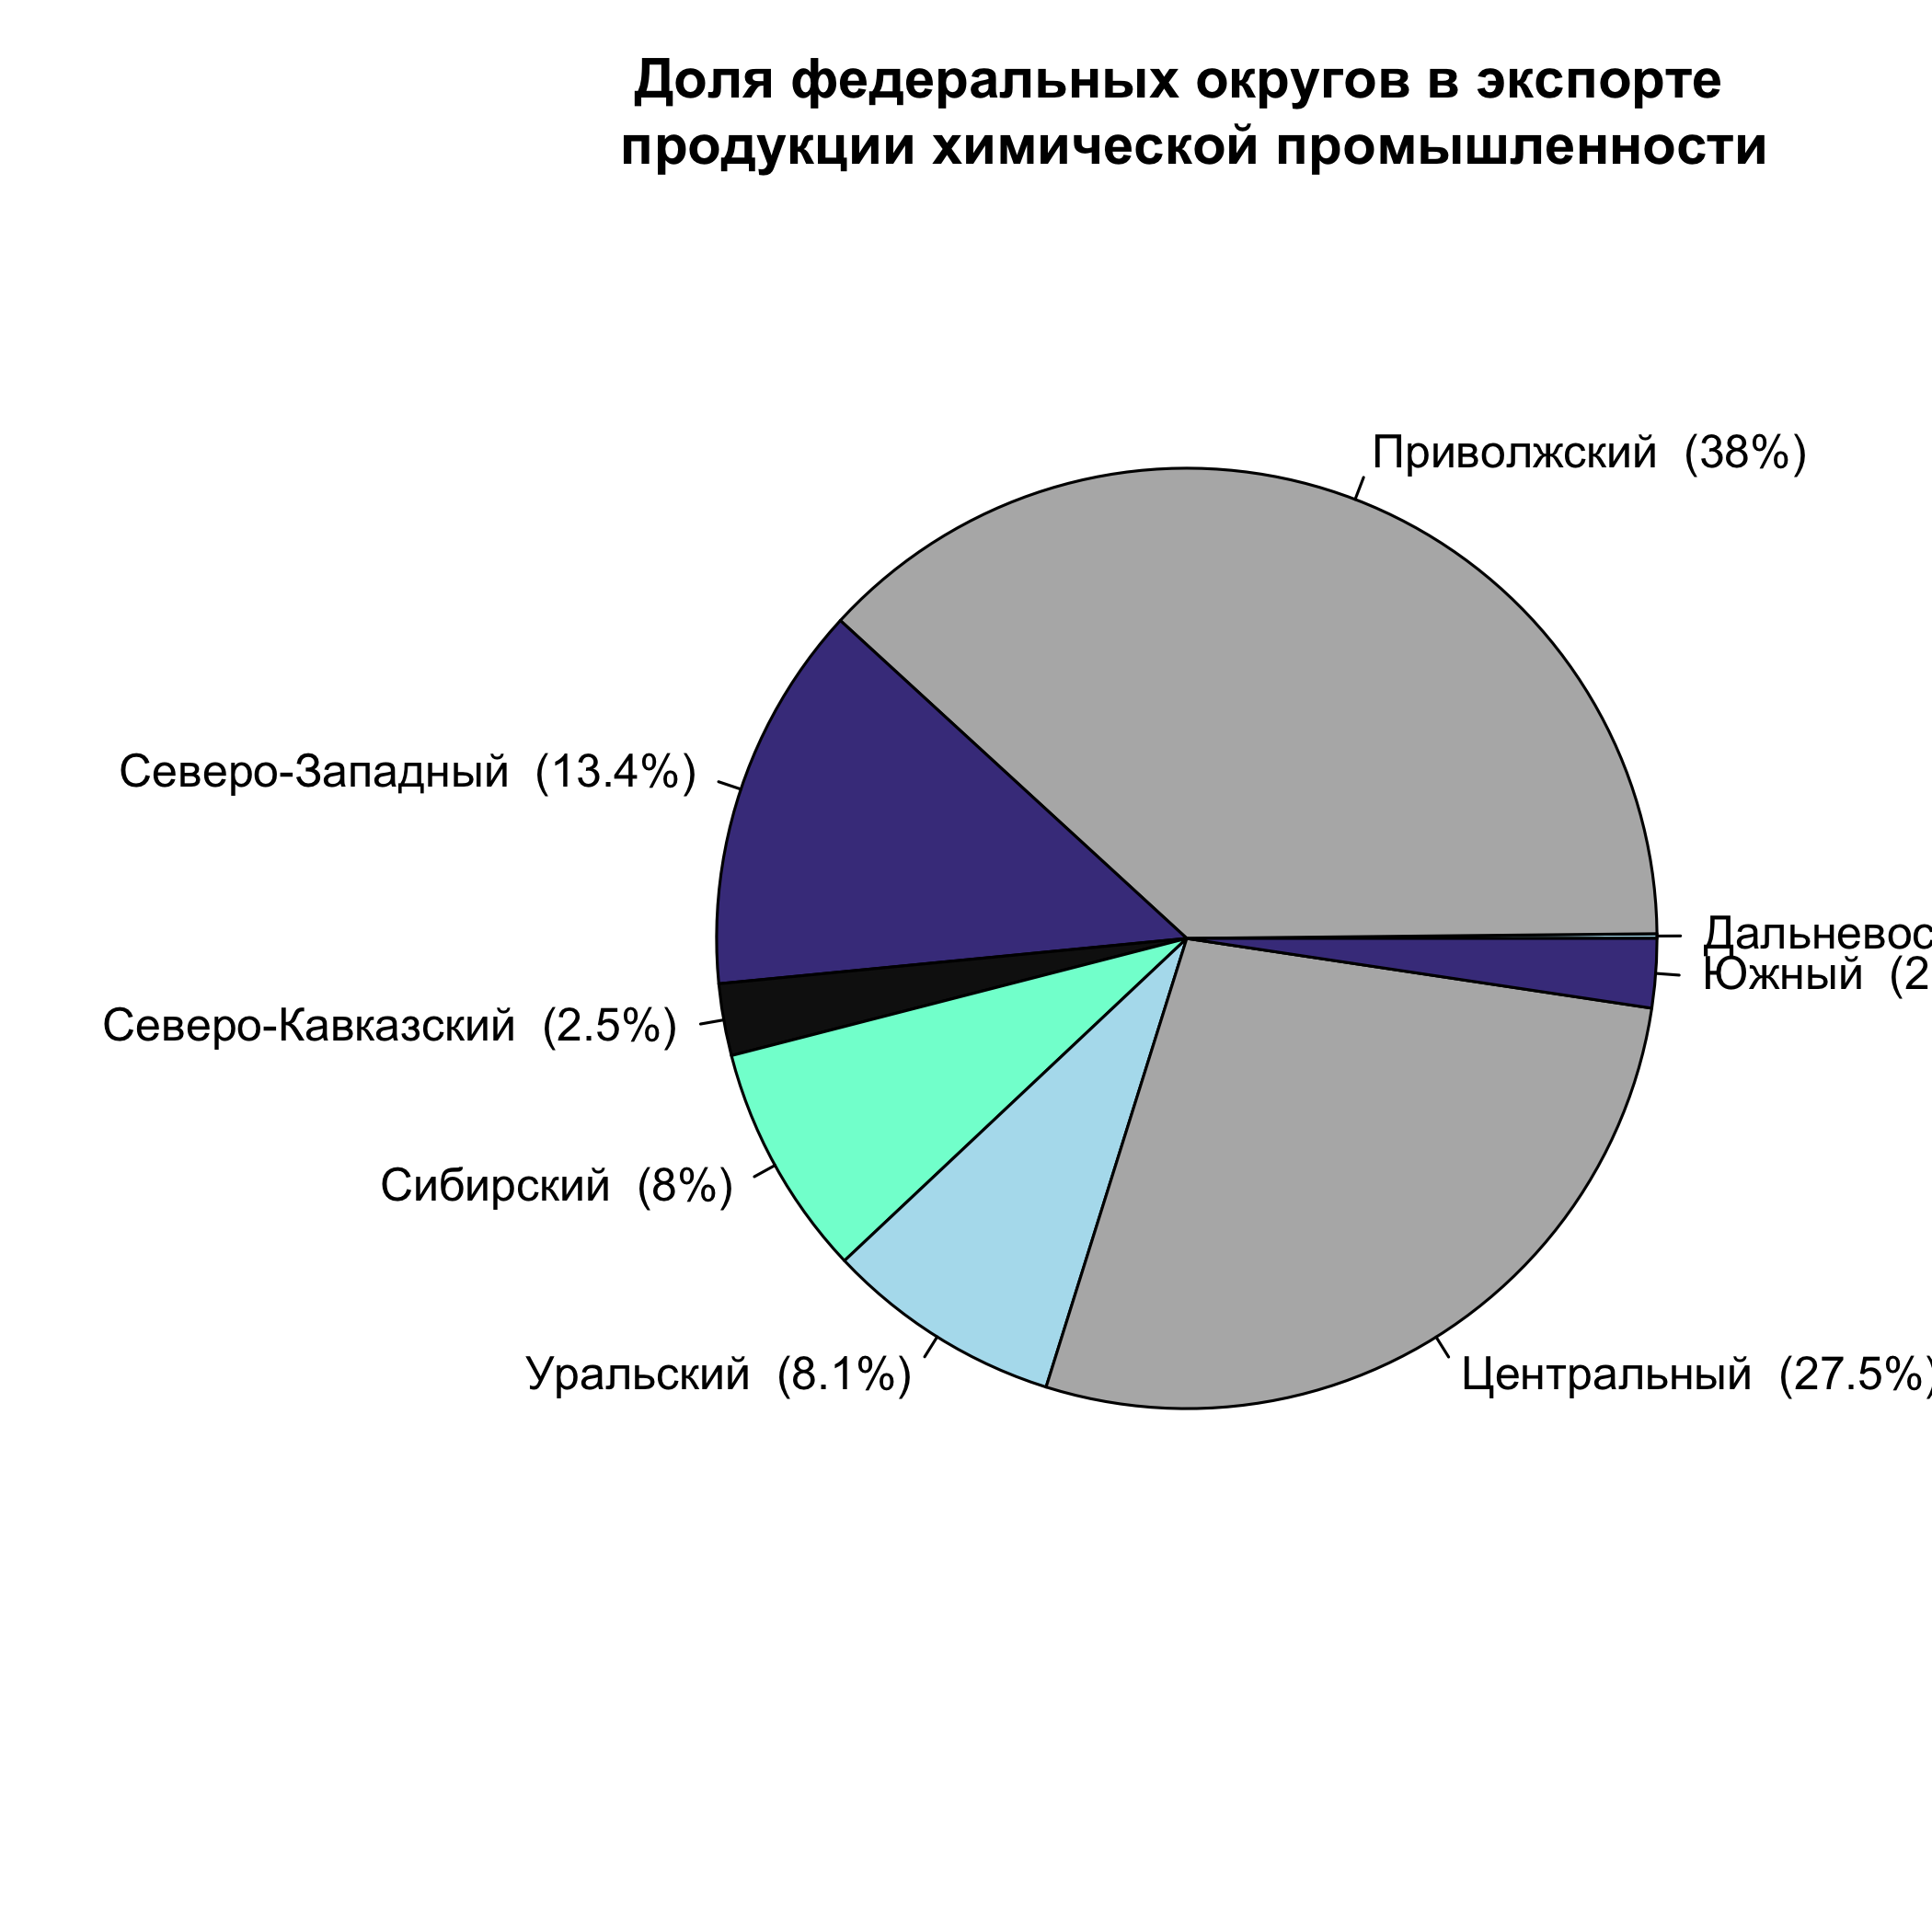 Доля федеральных округов в экспорте
продукции химической промышленности
Приволжский (38%)
Северо-Западный (13.4%)
Дальневос
Южный (2
Северо-Кавказский (2.5%)
Сибирский (8%)
Уральский (8.1%)
Центральный (27.5%)